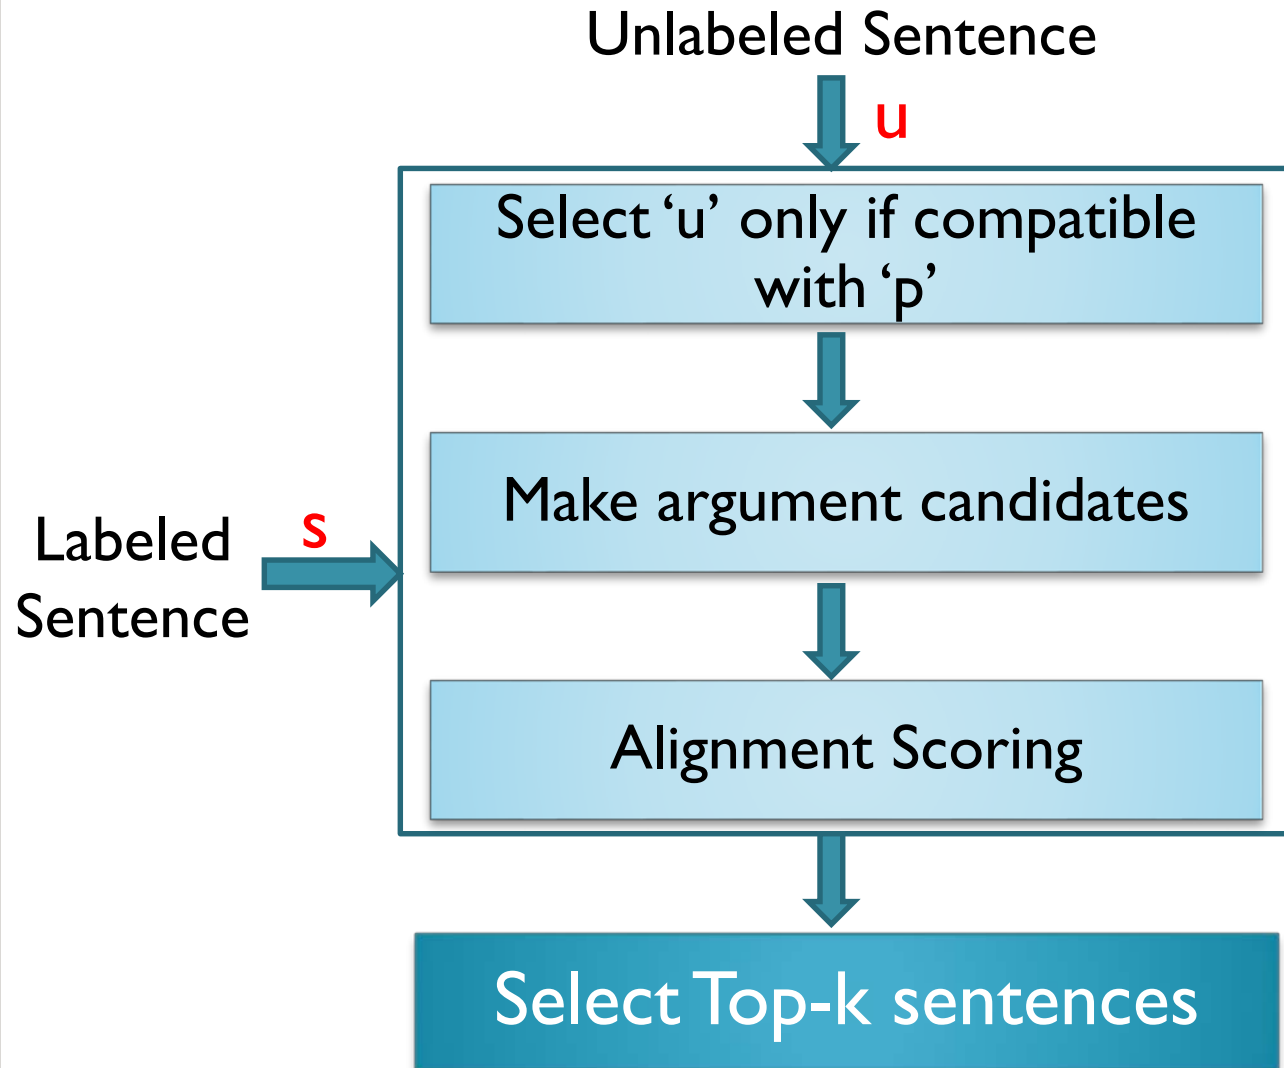 Unlabeled Sentence
u
Select ‘u’ only if compatible
with ‘p’
Make argument candidates
s
Labeled
Sentence
Alignment Scoring
Select Top-k sentences